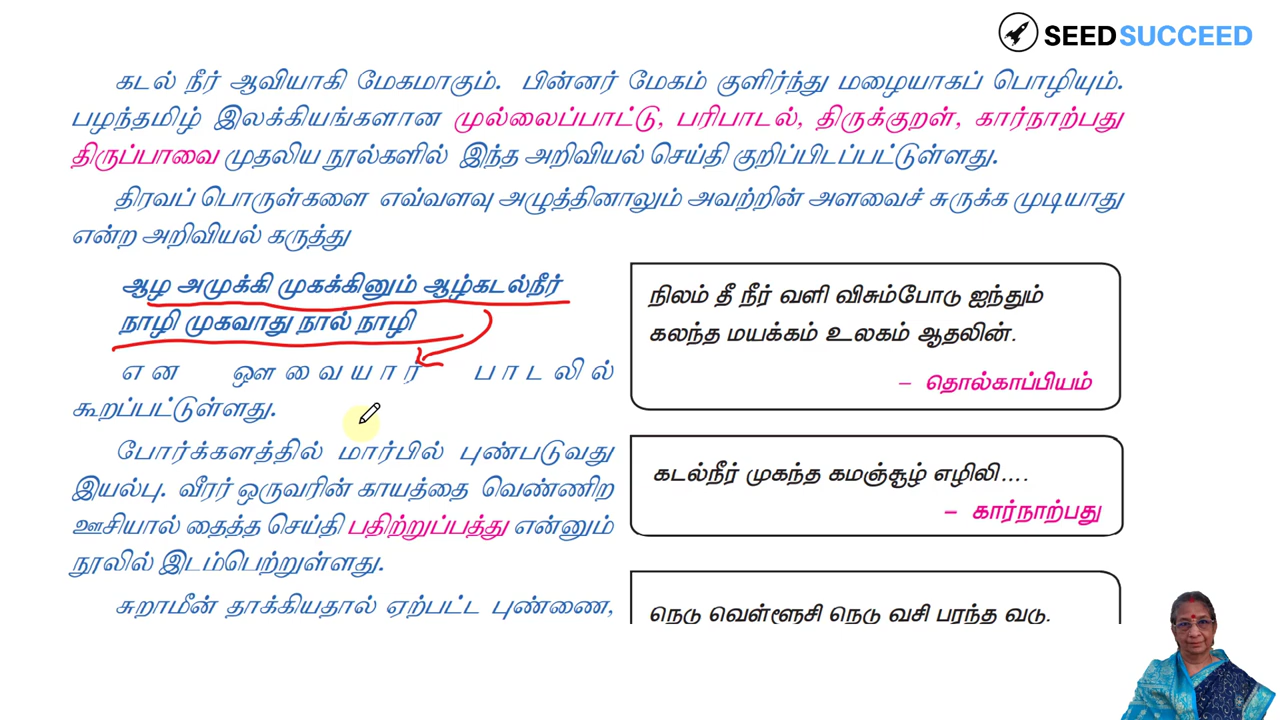 SEEDSUCCEED
கடல் நீர் ஆவியாகி மேகமாகும். பின்னர் மேகம் குளிர்ந்து மழையாகப் பொழியும்.
பழந்தமிழ் இலக்கியங்களான முல்லைப்பாட்டு, பரிபாடல், திருக்குறள், கார்நாற்பது
திருப்பாவை முதலிய நூல்களில் இந்த அறிவியல் செய்தி குறிப்பிடப்பட்டுள்ளது.
திரவப் பொருள்களை எவ்வளவு அழுத்தினாலும் அவற்றின் அளவைச் சுருக்க முடியாது
என்ற அறிவியல் கருத்து
ஆழ அமுக்கி முகக்கினும் ஆழ்கடல்நீர்
நாழி முகவாது நால் நாழி
என ஔவையார் பாடலில்
கூறப்பட்டுள்ளது.
போர்க்களத்தில் மார்பில் புண்படுவது
இயல்பு. வீரர் ஒருவரின் காயத்தை வெண்ணிற
ஊசியால் தைத்த செய்தி பதிற்றுப்பத்து என்னும்
நூலில் இடம்பெற்றுள்ளது.
சுறாமீன் தாக்கியதால் ஏற்பட்ட புண்ணை,
நிலம் தீ நீர் வளி விசும்போடு ஐந்தும்
கலந்த மயக்கம் உலகம் ஆதலின்.
– தொல்காப்பியம்
கடல்நீர் முகந்த கமஞ்சூழ் எழிலி....
– கார்நாற்பது
நெடு வெள்ளூசி நெடு வசி பரந்த வடு.